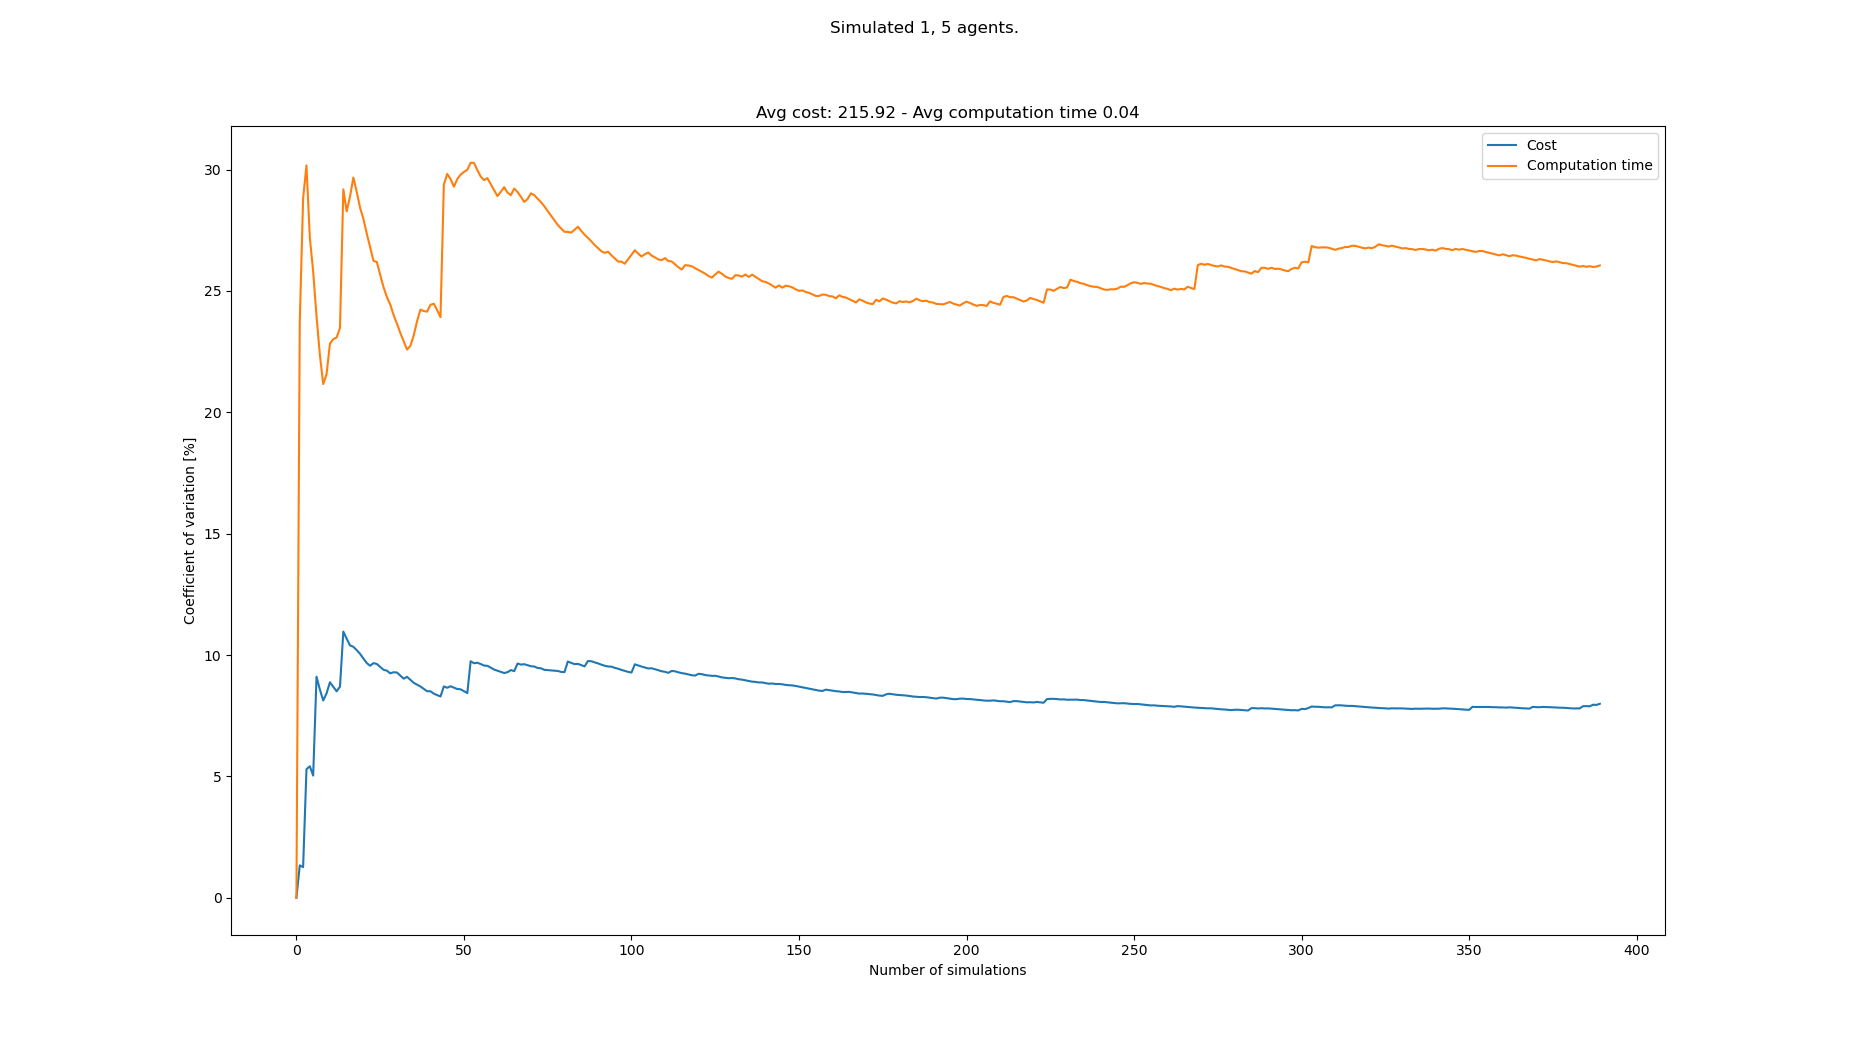 Simulated 1, 5 agents.
Avg cost: 215.92 - Avg computation time 0.04
Cost
Computation time
Coefficient of variation [%]
30
25
20
15
10
5
0
0 50 100 150 200 250 300 350 400
Number of simulations